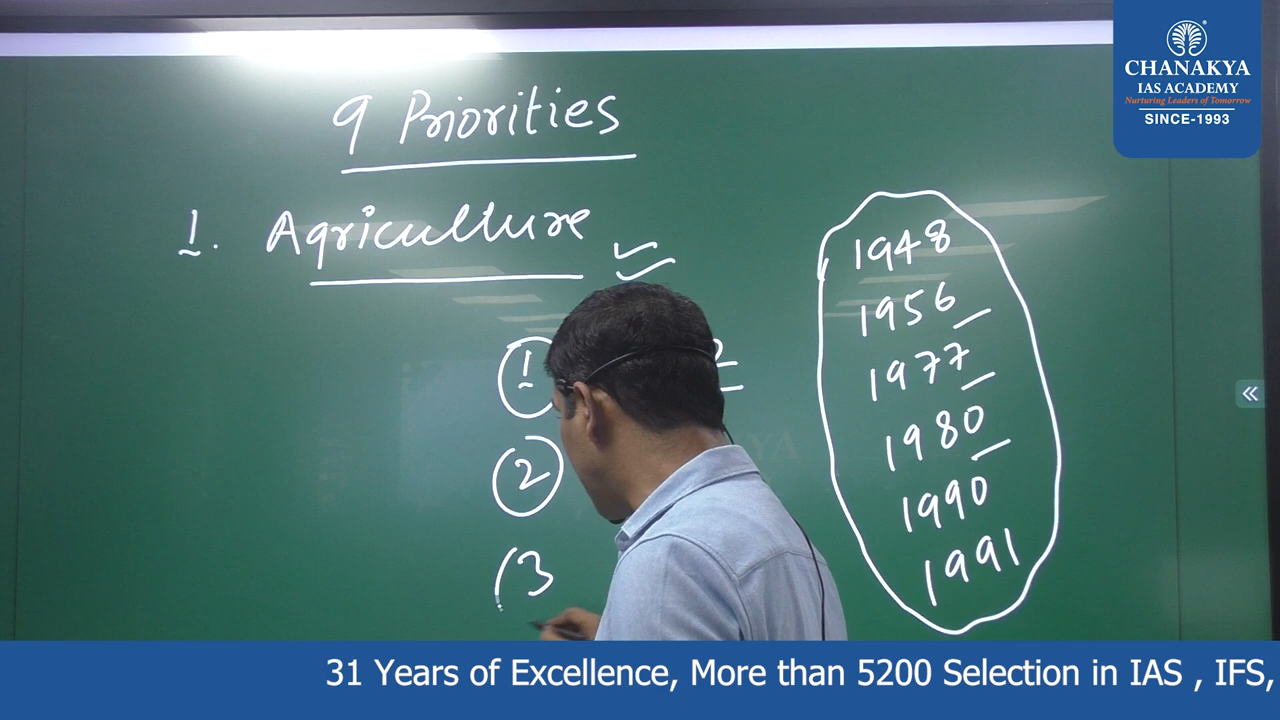 9 Priorities
1. Agriculture
1
2
3
1948
1956
1977
1980
1990
1991
CHANAKYA
IAS ACADEMY
Nurturing Leaders of Tomorrow
SINCE-1993
31 Years of Excellence, More than 5200 Selection in IAS , IFS,